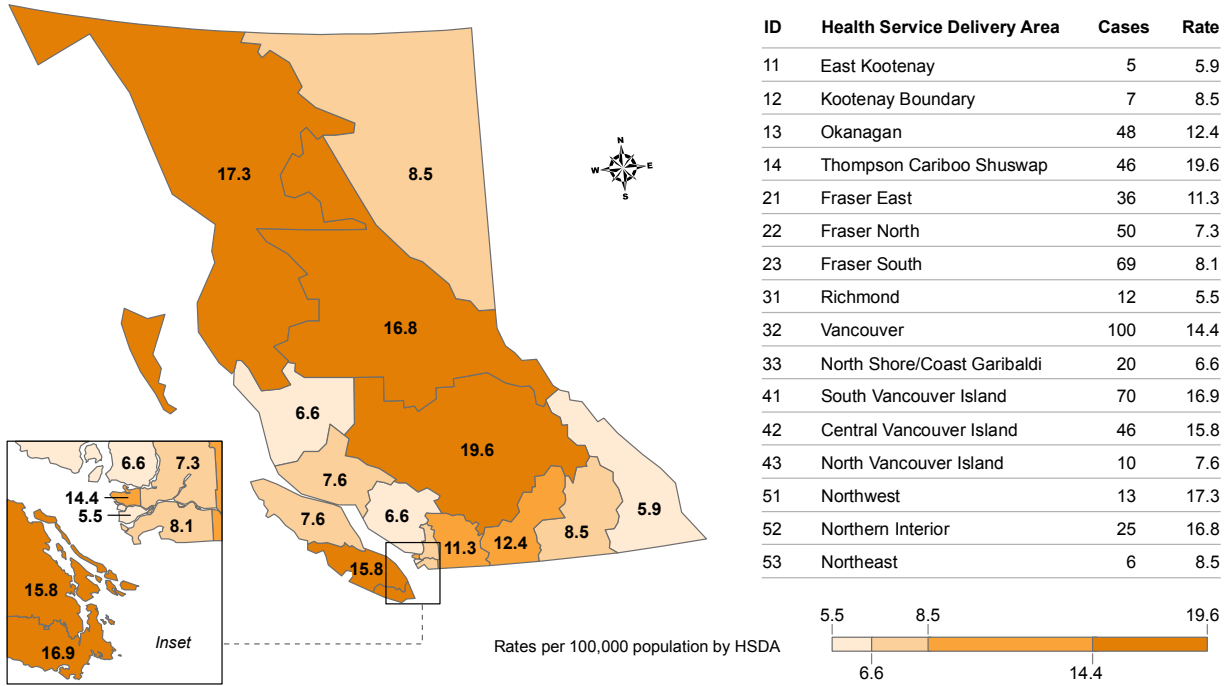 ID Health Service Delivery Area Cases Rate
11 East Kootenay 5 5.9
12 Kootenay Boundary 7 8.5
13 Okanagan 48 12.4
14 Thompson Cariboo Shuswap 46 19.6
21 Fraser East 36 11.3
22 Fraser North 50 7.3
23 Fraser South 69 8.1
31 Richmond 12 5.5
32 Vancouver 100 14.4
33 North Shore/Coast Garibaldi 20 6.6
41 South Vancouver Island 70 16.9
42 Central Vancouver Island 46 15.8
43 North Vancouver Island 10 7.6
51 Northwest 13 17.3
52 Northern Interior 25 16.8
53 Northeast 6 8.5
N
W E
S
17.3
8.5
16.8
6.6
19.6
7.6
7.6
6.6
5.9
8.5
12.4
11.3
15.8
6.6
7.3
14.4
5.5
8.1
15.8
16.9
Inset
Rates per 100,000 population by HSDA
5.5 8.5 19.6
6.6 14.4